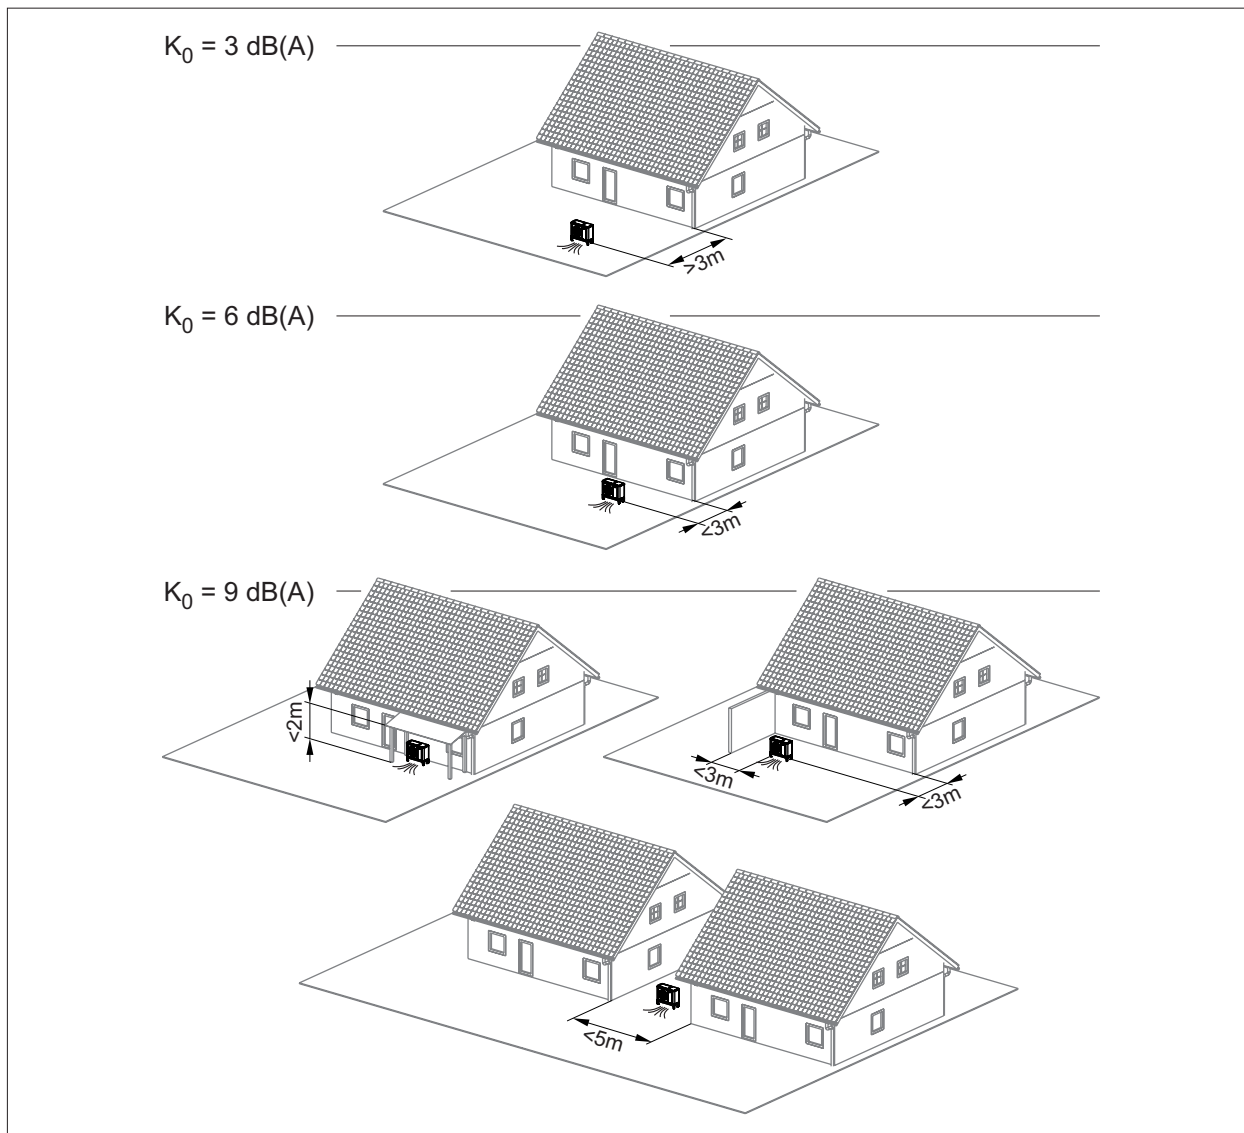 K₀ = 3 dB(A)
>3m
K₀ = 6 dB(A)
<3m
K₀ = 9 dB(A)
<2m
<3m
<3m
<5m